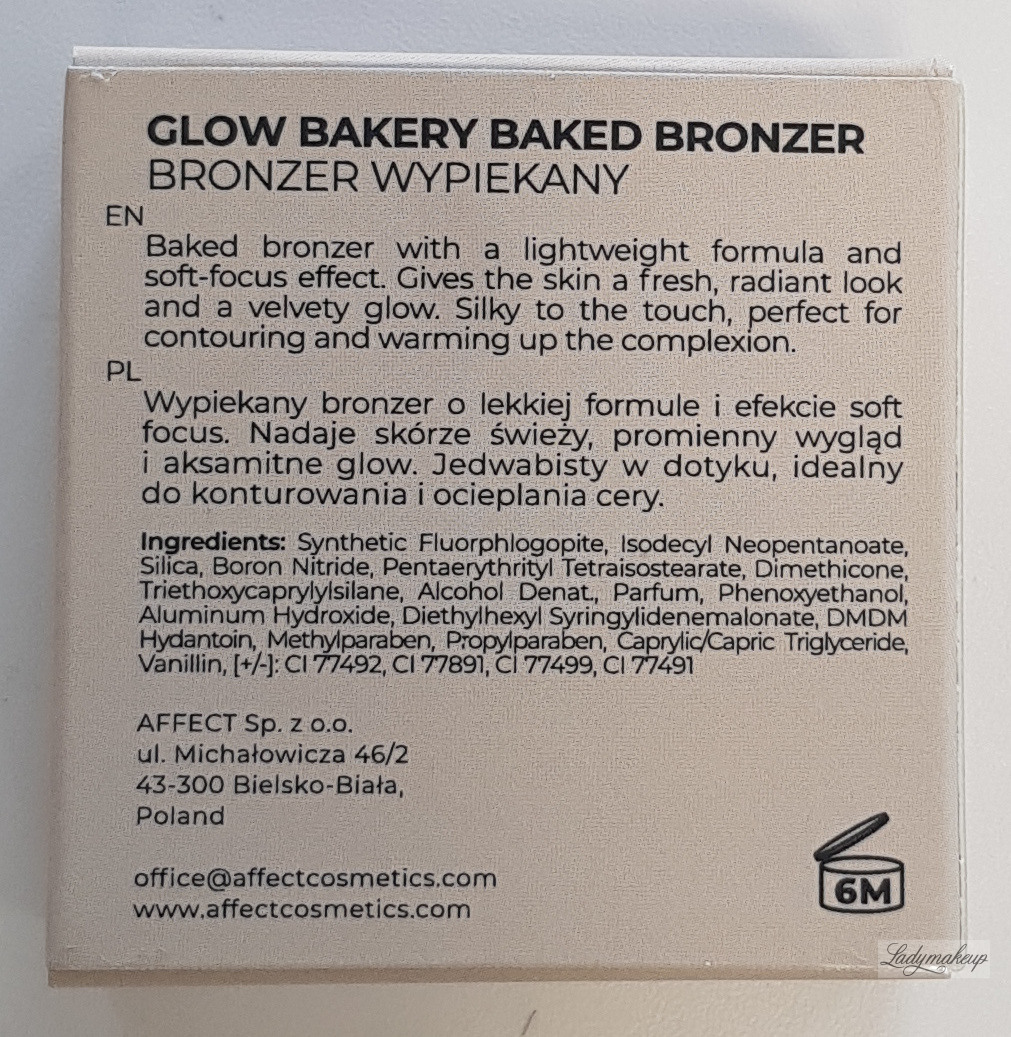 GLOW BAKERY BAKED BRONZER
BRONZER WYPIEKANY
EN
Baked bronzer with a lightweight formula and
soft-focus effect. Gives the skin a fresh, radiant look
and a velvety glow. Silky to the touch, perfect for
contouring and warming up the complexion.
PL
Wypiekany bronzer o lekkiej formule i efekcie soft
focus. Nadaje skórze świeży, promienny wygląd
i aksamitne glow. Jedwabisty w dotyku, idealny
do konturowania i ocieplania cery.
Ingredients: Synthetic Fluorphlogopite, Isodecyl Neopentanoate,
Silica, Boron Nitride, Pentaerythrityl Tetraisostearate, Dimethicone,
Triethoxycaprylylsilane, Alcohol Denat., Parfum, Phenoxyethanol,
Aluminum Hydroxide, Diethylhexyl Syringylidenemalonate, DMDM
Hydantoin, Methylparaben, Propylparaben, Caprylic/Capric Triglyceride,
Vanillin, [+/-]: CI 77492, CI 77891, CI 77499, CI 77491
AFFECT Sp. z o.o.
ul. Michałowicza 46/2
43-300 Bielsko-Biała,
Poland
office@affectcosmetics.com
www.affectcosmetics.com
6M
Ladymakeup